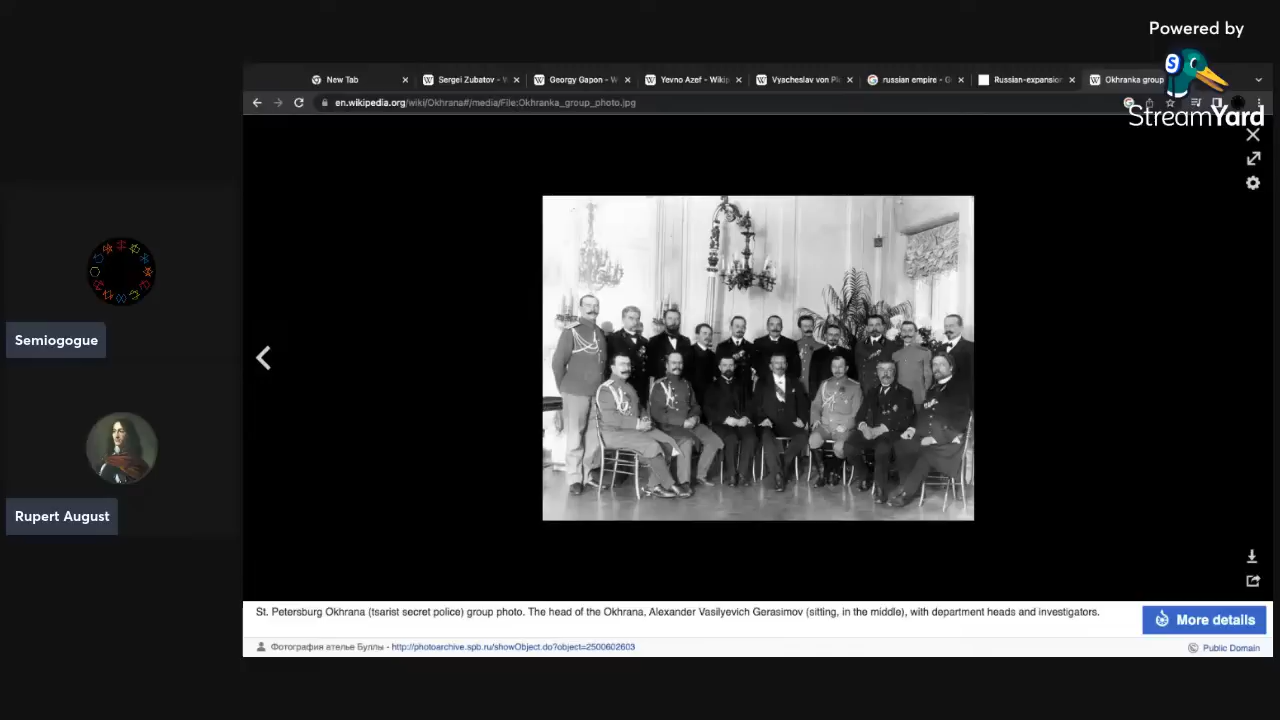 Powered by
StreamYard
New Tab
Sergei Zubatov - W
Georgy Gapon - W
Yevno Azef - Wikip
Vyacheslav von Pl
russian empire - G
Russian-expansion
Okhranka group
en.wikipedia.org/wiki/Okhrana#/media/File:Okhranka_group_photo.jpg
Semiogogue
Rupert August
St. Petersburg Okhrana (tsarist secret police) group photo. The head of the Okhrana, Alexander Vasilyevich Gerasimov (sitting, in the middle), with department heads and investigators.
More details
Фотография ателье Буллы - http://photoarchive.spb.ru/showObject.do?object=2500602603
Public Domain